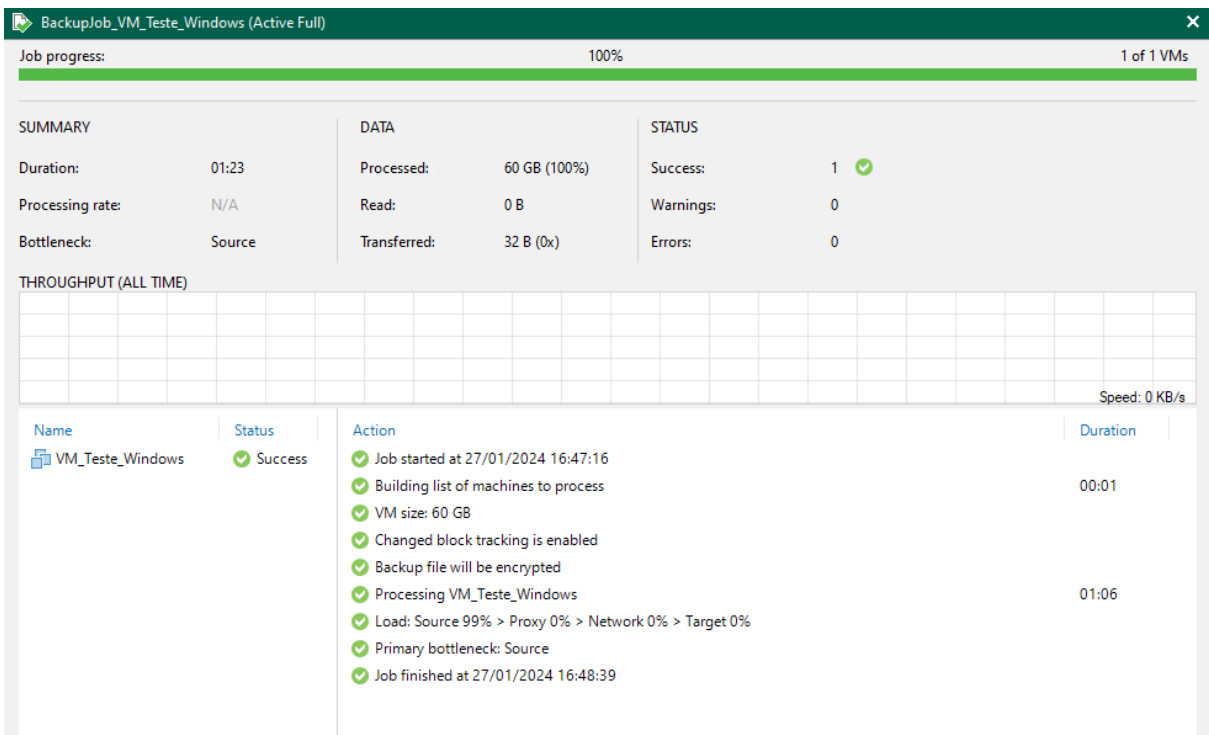 BackupJob_VM_Teste_Windows (Active Full)
Job progress: 100% 1 of 1 VMs
SUMMARY
Duration: 01:23
Processing rate: N/A
Bottleneck: Source
DATA
Processed: 60 GB (100%)
Read: 0 B
Transferred: 32 B (0x)
STATUS
Success: 1
Warnings: 0
Errors: 0
THROUGHPUT (ALL TIME)
Speed: 0 KB/s
Name Status
VM_Teste_Windows Success
Action Duration
Job started at 27/01/2024 16:47:16
Building list of machines to process 00:01
VM size: 60 GB
Changed block tracking is enabled
Backup file will be encrypted
Processing VM_Teste_Windows 01:06
Load: Source 99% > Proxy 0% > Network 0% > Target 0%
Primary bottleneck: Source
Job finished at 27/01/2024 16:48:39